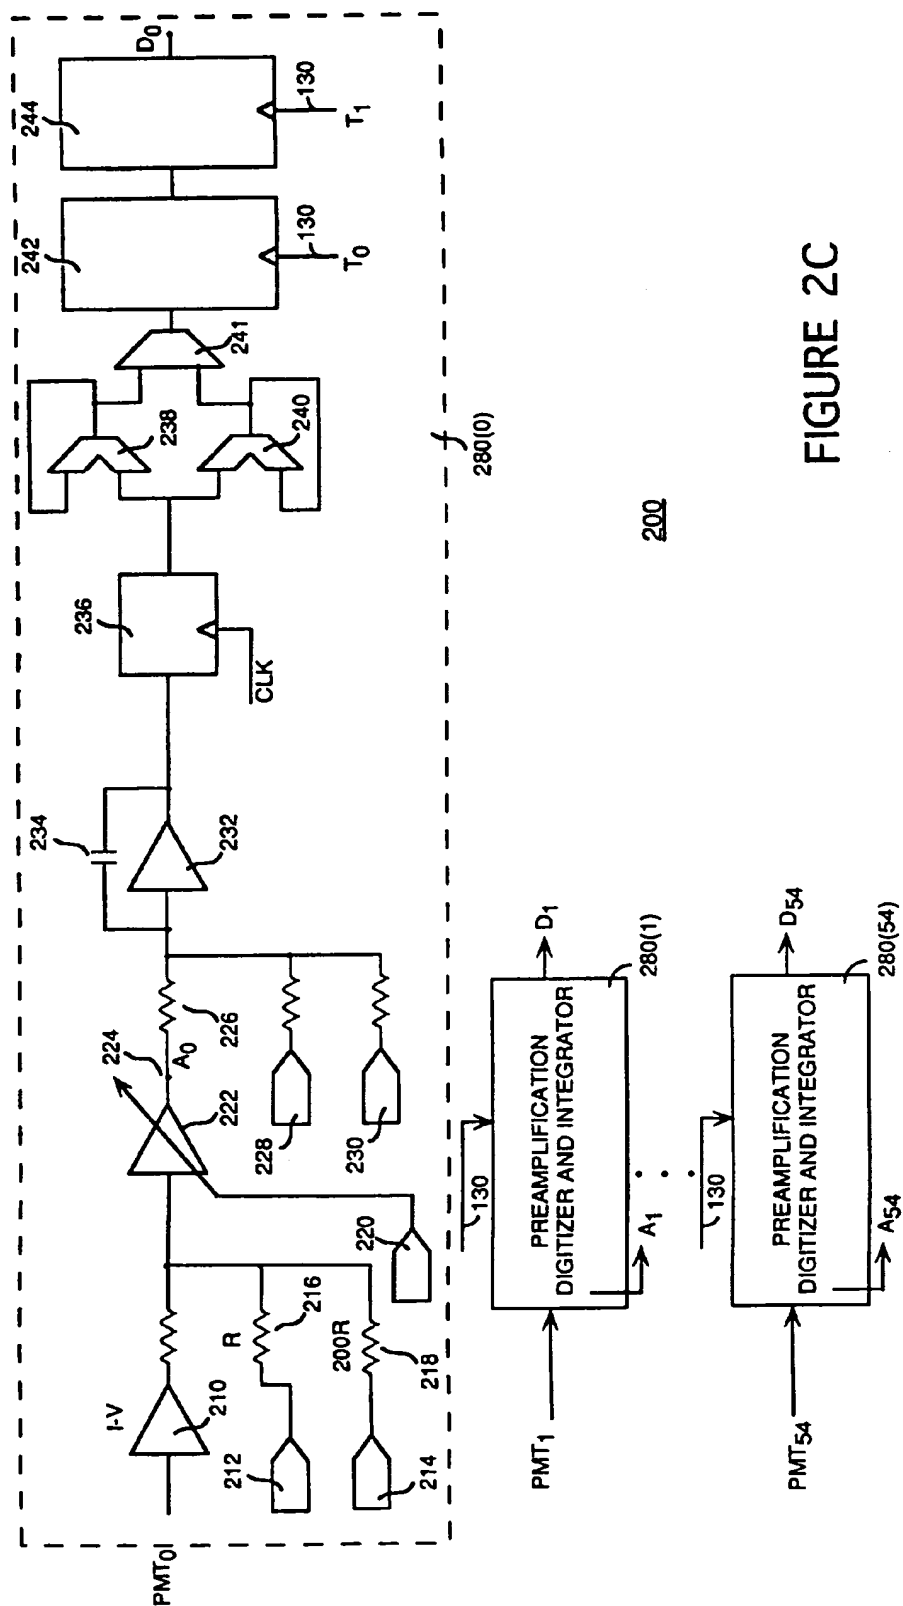 PMT0
I-V
210
212
214
R
216
200R
218
220
222
224
A0
226
228
230
232
234
236
CLK
238
240
241
242
130
T0
244
130
T1
D0
280(0)
200
PMT1
130
PREAMPLIFICATION
DIGITIZER AND INTEGRATOR
A1
D1
280(1)
PMT54
130
PREAMPLIFICATION
DIGITIZER AND INTEGRATOR
A54
D54
280(54)
FIGURE 2C